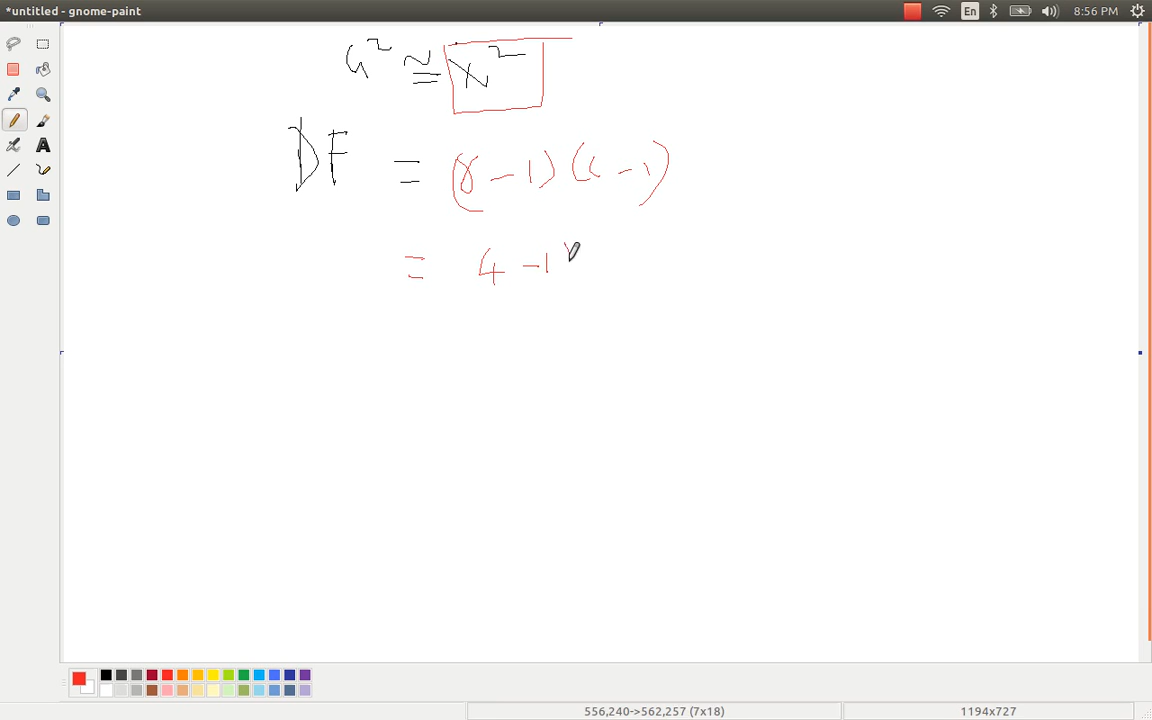 *untitled - gnome-paint
En
8:56 PM
G² ≅ X²
DF = (r - 1) (c - 1)
= 4 - 1
556,240->562,257 (7x18)
1194x727